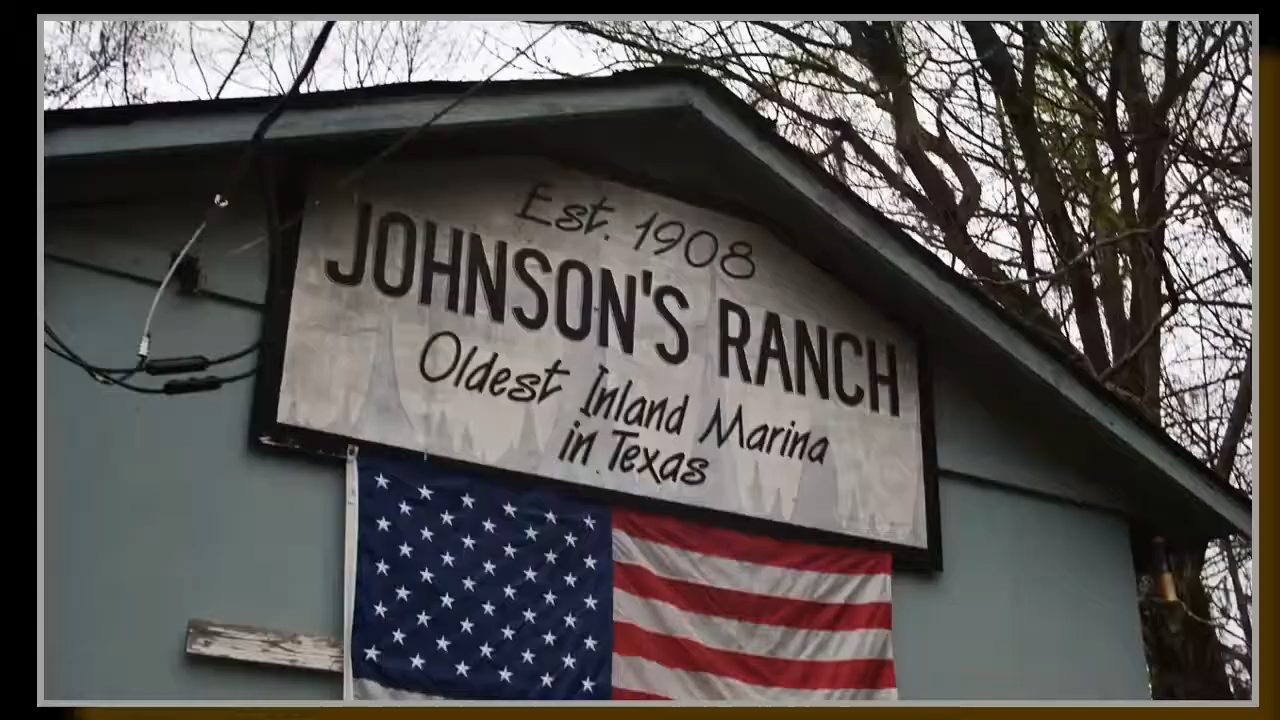 Est. 1908
JOHNSON'S RANCH
Oldest Inland Marina
in Texas